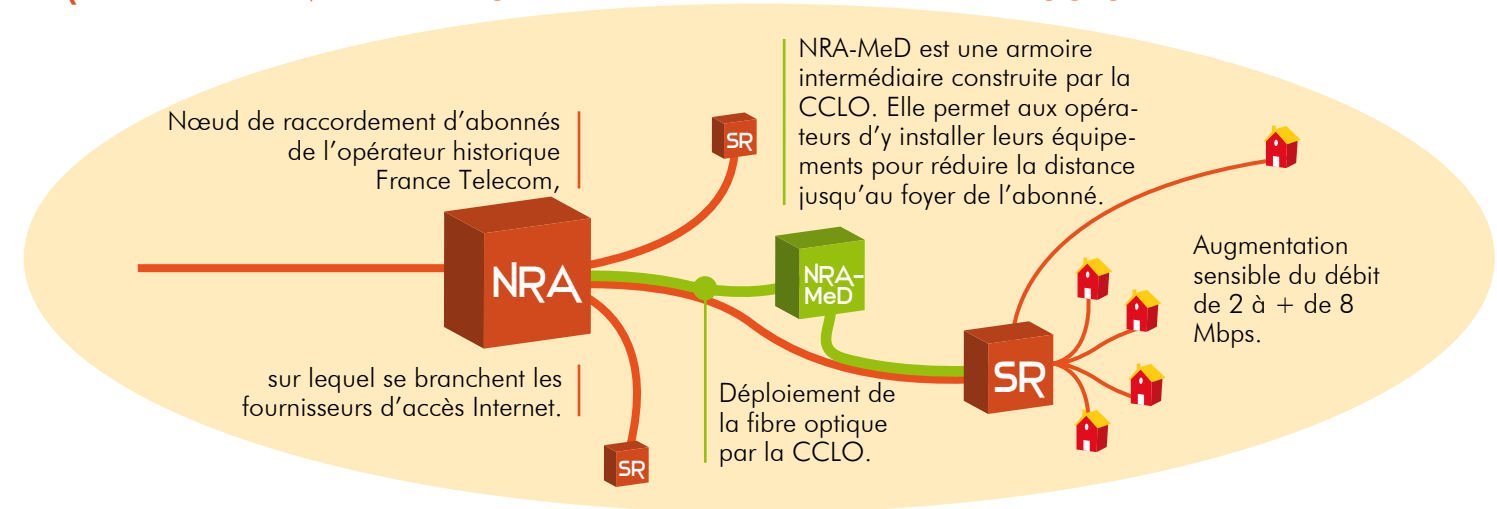 Nœud de raccordement d'abonnés
de l'opérateur historique
France Telecom,
sur lequel se branchent les
fournisseurs d'accès Internet.
NRA
SR
SR
NRA-MeD est une armoire
intermédiaire construite par la
CCLO. Elle permet aux opéra-
teurs d'y installer leurs équipe-
ments pour réduire la distance
jusqu'au foyer de l'abonné.
NRA-
MeD
Déploiement de
la fibre optique
par la CCLO.
SR
Augmentation
sensible du débit
de 2 à + de 8
Mbps.